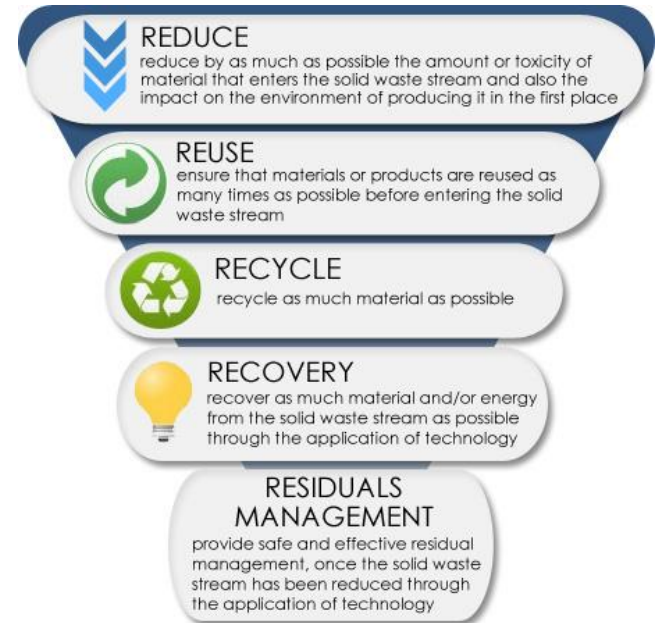 REDUCE
reduce by as much as possible the amount or toxicity of
material that enters the solid waste stream and also the
impact on the environment of producing it in the first place
REUSE
ensure that materials or products are reused as
many times as possible before entering the solid
waste stream
RECYCLE
recycle as much material as possible
RECOVERY
recover as much material and/or energy
from the solid waste stream as possible
through the application of technology
RESIDUALS
MANAGEMENT
provide safe and effective residual
management, once the solid waste
stream has been reduced through
the application of technology